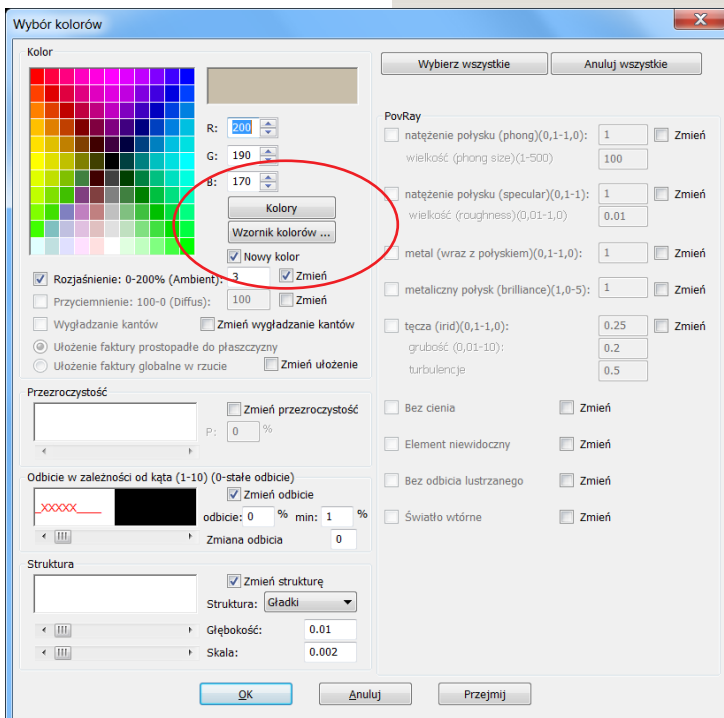 Wybór kolorów
Kolor
R: 200
G: 190
B: 170
Kolory
Wzornik kolorów ...
Nowy kolor
Rozjaśnienie: 0-200% (Ambient): 3 Zmień
Przyciemnienie: 100-0 (Diffus): 100 Zmień
Wygładzanie kantów Zmień wygładzanie kantów
Ułożenie faktury prostopadłe do płaszczyzny
Ułożenie faktury globalne w rzucie Zmień ułożenie
Przezroczystość
Zmień przezroczystość
P: 0 %
Odbicie w zależności od kąta (1-10) (0-stałe odbicie)
_XXXXX____
Zmień odbicie
odbicie: 0 % min: 1 %
Zmiana odbicia 0
Struktura
Zmień strukturę
Struktura: Gładki
Głębokość: 0.01
Skala: 0.002
Wybierz wszystkie Anuluj wszystkie
PovRay
natężenie połysku (phong)(0,1-1,0): 1 Zmień
wielkość (phong size)(1-500) 100
natężenie połysku (specular)(0,1-1): 1 Zmień
wielkość (roughness)(0,01-1,0) 0.01
metal (wraz z połyskiem)(0,1-1,0): 1 Zmień
metaliczny połysk (brilliance)(1,0-5): 1 Zmień
tęcza (irid)(0,1-1,0): 0.25 Zmień
grubość (0,01-10): 0.2
turbulencje 0.5
Bez cienia Zmień
Element niewidoczny Zmień
Bez odbicia lustrzanego Zmień
Światło wtórne Zmień
OK Anuluj Przejmij